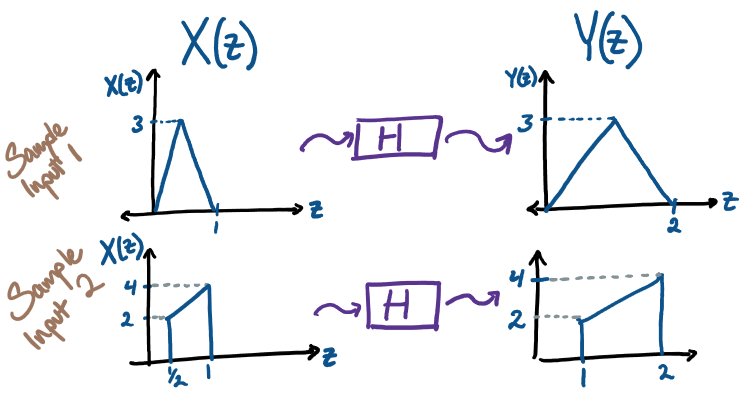 X(z) Y(z)
Sample Input 1
X(z)
3
1
z
H
Y(z)
3
2
z
Sample Input 2
X(z)
4
2
1/2
1
z
H
4
2
1
2